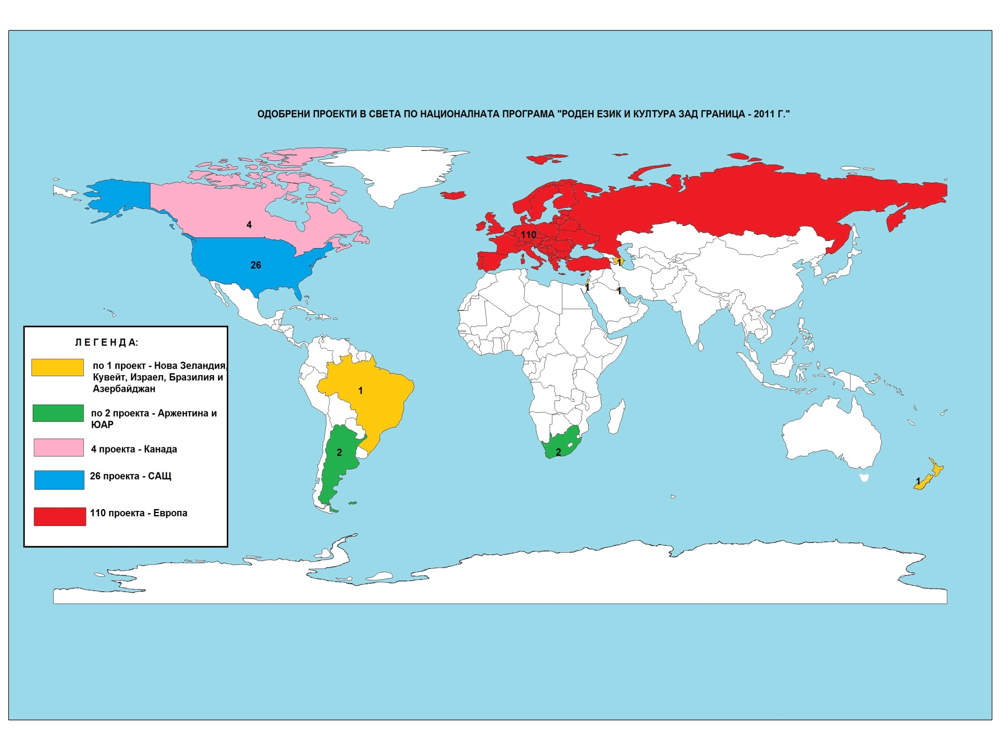 ОДОБРЕНИ ПРОЕКТИ В СВЕТА ПО НАЦИОНАЛНАТА ПРОГРАМА "РОДЕН ЕЗИК И КУЛТУРА ЗАД ГРАНИЦА - 2011 Г."
4
110
26
1
1
1
1
2
2
1
Л Е Г Е Н Д А:
по 1 проект - Нова Зеландия,
Кувейт, Израел, Бразилия и
Азербайджан
по 2 проекта - Аржентина и
ЮАР
4 проекта - Канада
26 проекта - САЩ
110 проекта - Европа